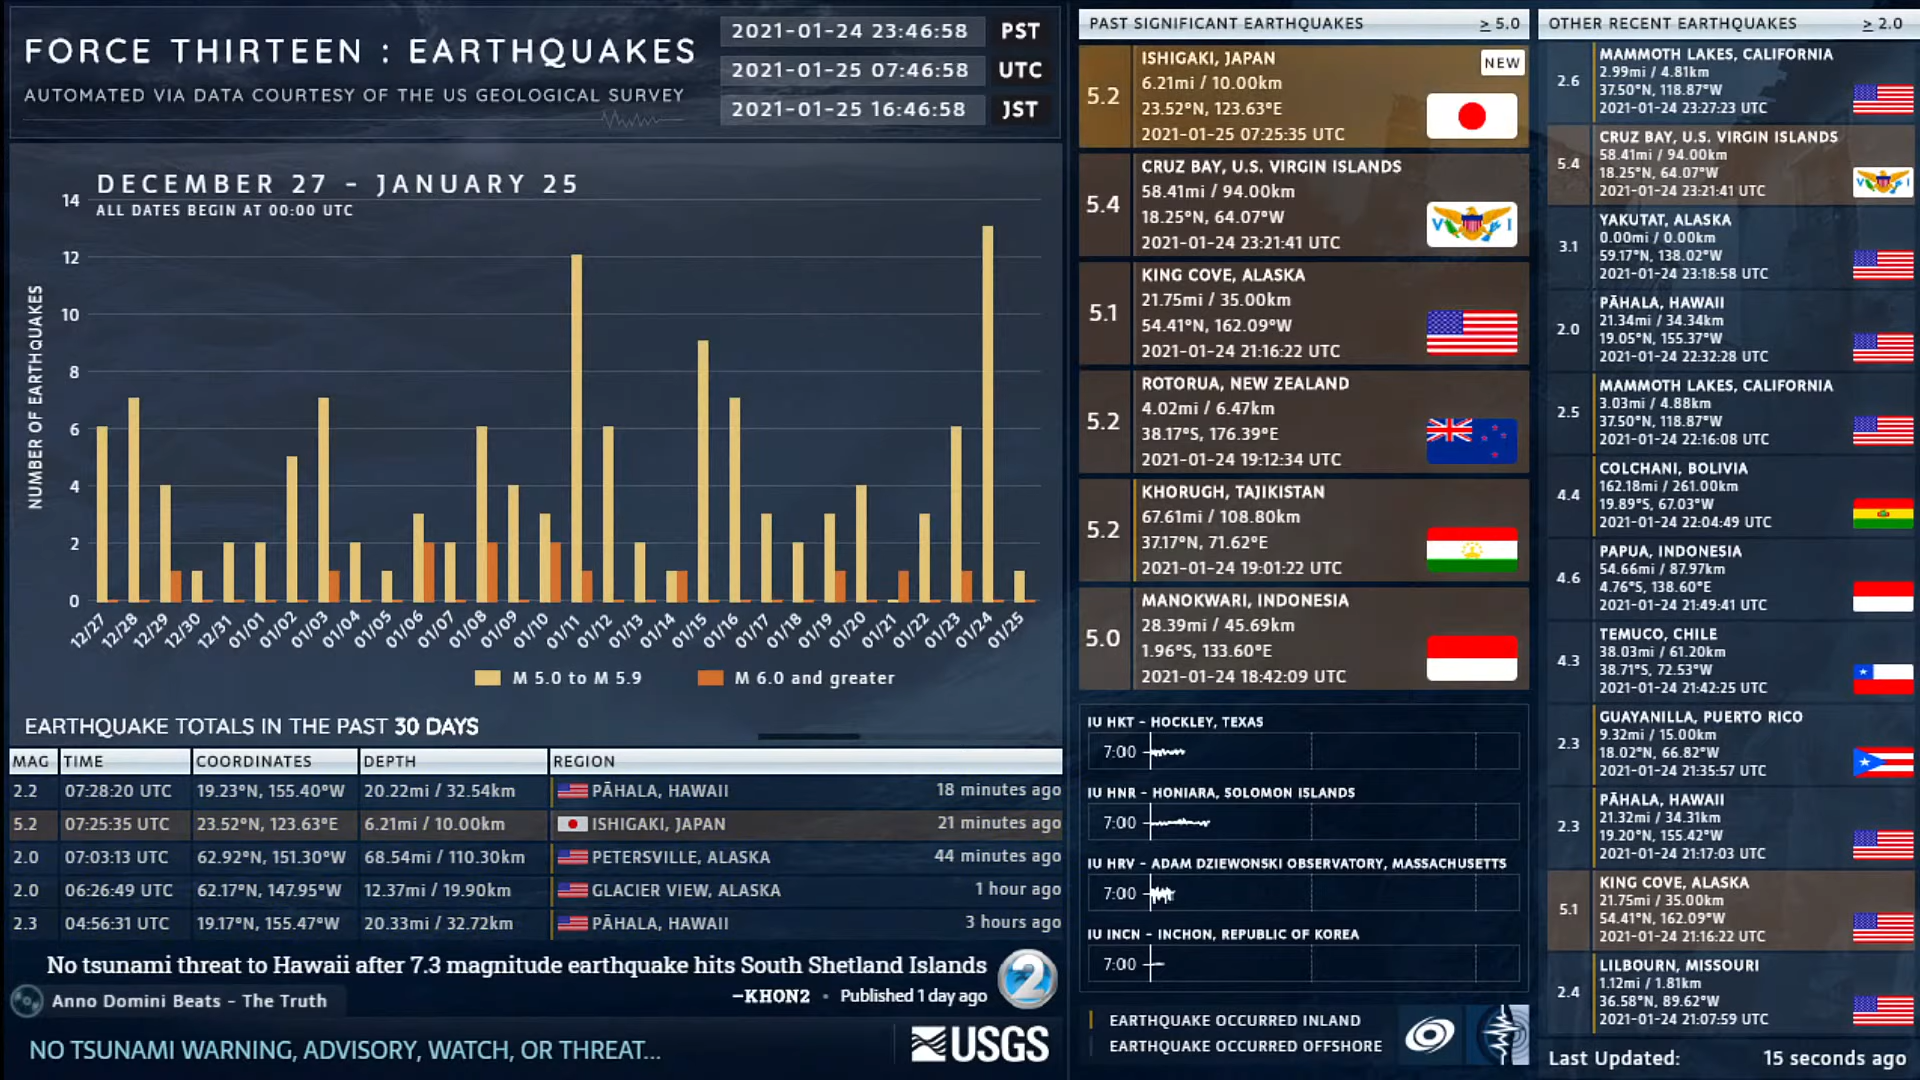 FORCE THIRTEEN : EARTHQUAKES
AUTOMATED VIA DATA COURTESY OF THE US GEOLOGICAL SURVEY
2021-01-24 23:46:58 PST
2021-01-25 07:46:58 UTC
2021-01-25 16:46:58 JST
DECEMBER 27 - JANUARY 25
ALL DATES BEGIN AT 00:00 UTC
NUMBER OF EARTHQUAKES
14
12
10
8
6
4
2
0
12/27 12/28 12/29 12/30 12/31 01/01 01/02 01/03 01/04 01/05 01/06 01/07 01/08 01/09 01/10 01/11 01/12 01/13 01/14 01/15 01/16 01/17 01/18 01/19 01/20 01/21 01/22 01/23 01/24 01/25
M 5.0 to M 5.9 M 6.0 and greater
EARTHQUAKE TOTALS IN THE PAST 30 DAYS
MAG TIME COORDINATES DEPTH REGION
2.2 07:28:20 UTC 19.23°N, 155.40°W 20.22mi / 32.54km PĀHALA, HAWAII 18 minutes ago
5.2 07:25:35 UTC 23.52°N, 123.63°E 6.21mi / 10.00km ISHIGAKI, JAPAN 21 minutes ago
2.0 07:03:13 UTC 62.92°N, 151.30°W 68.54mi / 110.30km PETERSVILLE, ALASKA 44 minutes ago
2.0 06:26:49 UTC 62.17°N, 147.95°W 12.37mi / 19.90km GLACIER VIEW, ALASKA 1 hour ago
2.3 04:56:31 UTC 19.17°N, 155.47°W 20.33mi / 32.72km PĀHALA, HAWAII 3 hours ago
No tsunami threat to Hawaii after 7.3 magnitude earthquake hits South Shetland Islands
–KHON2 • Published 1 day ago
2
Anno Domini Beats - The Truth
NO TSUNAMI WARNING, ADVISORY, WATCH, OR THREAT...
USGS
PAST SIGNIFICANT EARTHQUAKES ≥ 5.0
5.2
ISHIGAKI, JAPAN
NEW
6.21mi / 10.00km
23.52°N, 123.63°E
2021-01-25 07:25:35 UTC
5.4
CRUZ BAY, U.S. VIRGIN ISLANDS
58.41mi / 94.00km
18.25°N, 64.07°W
2021-01-24 23:21:41 UTC
V I
5.1
KING COVE, ALASKA
21.75mi / 35.00km
54.41°N, 162.09°W
2021-01-24 21:16:22 UTC
5.2
ROTORUA, NEW ZEALAND
4.02mi / 6.47km
38.17°S, 176.39°E
2021-01-24 19:12:34 UTC
5.2
KHORUGH, TAJIKISTAN
67.61mi / 108.80km
37.17°N, 71.62°E
2021-01-24 19:01:22 UTC
5.0
MANOKWARI, INDONESIA
28.39mi / 45.69km
1.96°S, 133.60°E
2021-01-24 18:42:09 UTC
IU HKT - HOCKLEY, TEXAS
7:00
IU HNR - HONIARA, SOLOMON ISLANDS
7:00
IU HRV - ADAM DZIEWONSKI OBSERVATORY, MASSACHUSETTS
7:00
IU INCN - INCHON, REPUBLIC OF KOREA
7:00
EARTHQUAKE OCCURRED INLAND
EARTHQUAKE OCCURRED OFFSHORE
OTHER RECENT EARTHQUAKES ≥ 2.0
2.6
MAMMOTH LAKES, CALIFORNIA
2.99mi / 4.81km
37.50°N, 118.87°W
2021-01-24 23:27:23 UTC
5.4
CRUZ BAY, U.S. VIRGIN ISLANDS
58.41mi / 94.00km
18.25°N, 64.07°W
2021-01-24 23:21:41 UTC
V I
3.1
YAKUTAT, ALASKA
0.00mi / 0.00km
59.17°N, 138.02°W
2021-01-24 23:18:58 UTC
2.0
PĀHALA, HAWAII
21.34mi / 34.34km
19.05°N, 155.37°W
2021-01-24 22:32:28 UTC
2.5
MAMMOTH LAKES, CALIFORNIA
3.03mi / 4.88km
37.50°N, 118.87°W
2021-01-24 22:16:08 UTC
4.4
COLCHANI, BOLIVIA
162.18mi / 261.00km
19.89°S, 67.03°W
2021-01-24 22:04:49 UTC
4.6
PAPUA, INDONESIA
54.66mi / 87.97km
4.76°S, 138.60°E
2021-01-24 21:49:41 UTC
4.3
TEMUCO, CHILE
38.03mi / 61.20km
38.71°S, 72.53°W
2021-01-24 21:42:25 UTC
2.3
GUAYANILLA, PUERTO RICO
9.32mi / 15.00km
18.02°N, 66.82°W
2021-01-24 21:35:57 UTC
2.3
PĀHALA, HAWAII
21.32mi / 34.31km
19.20°N, 155.42°W
2021-01-24 21:17:03 UTC
5.1
KING COVE, ALASKA
21.75mi / 35.00km
54.41°N, 162.09°W
2021-01-24 21:16:22 UTC
2.4
LILBOURN, MISSOURI
1.12mi / 1.81km
36.58°N, 89.62°W
2021-01-24 21:07:59 UTC
Last Updated: 15 seconds ago